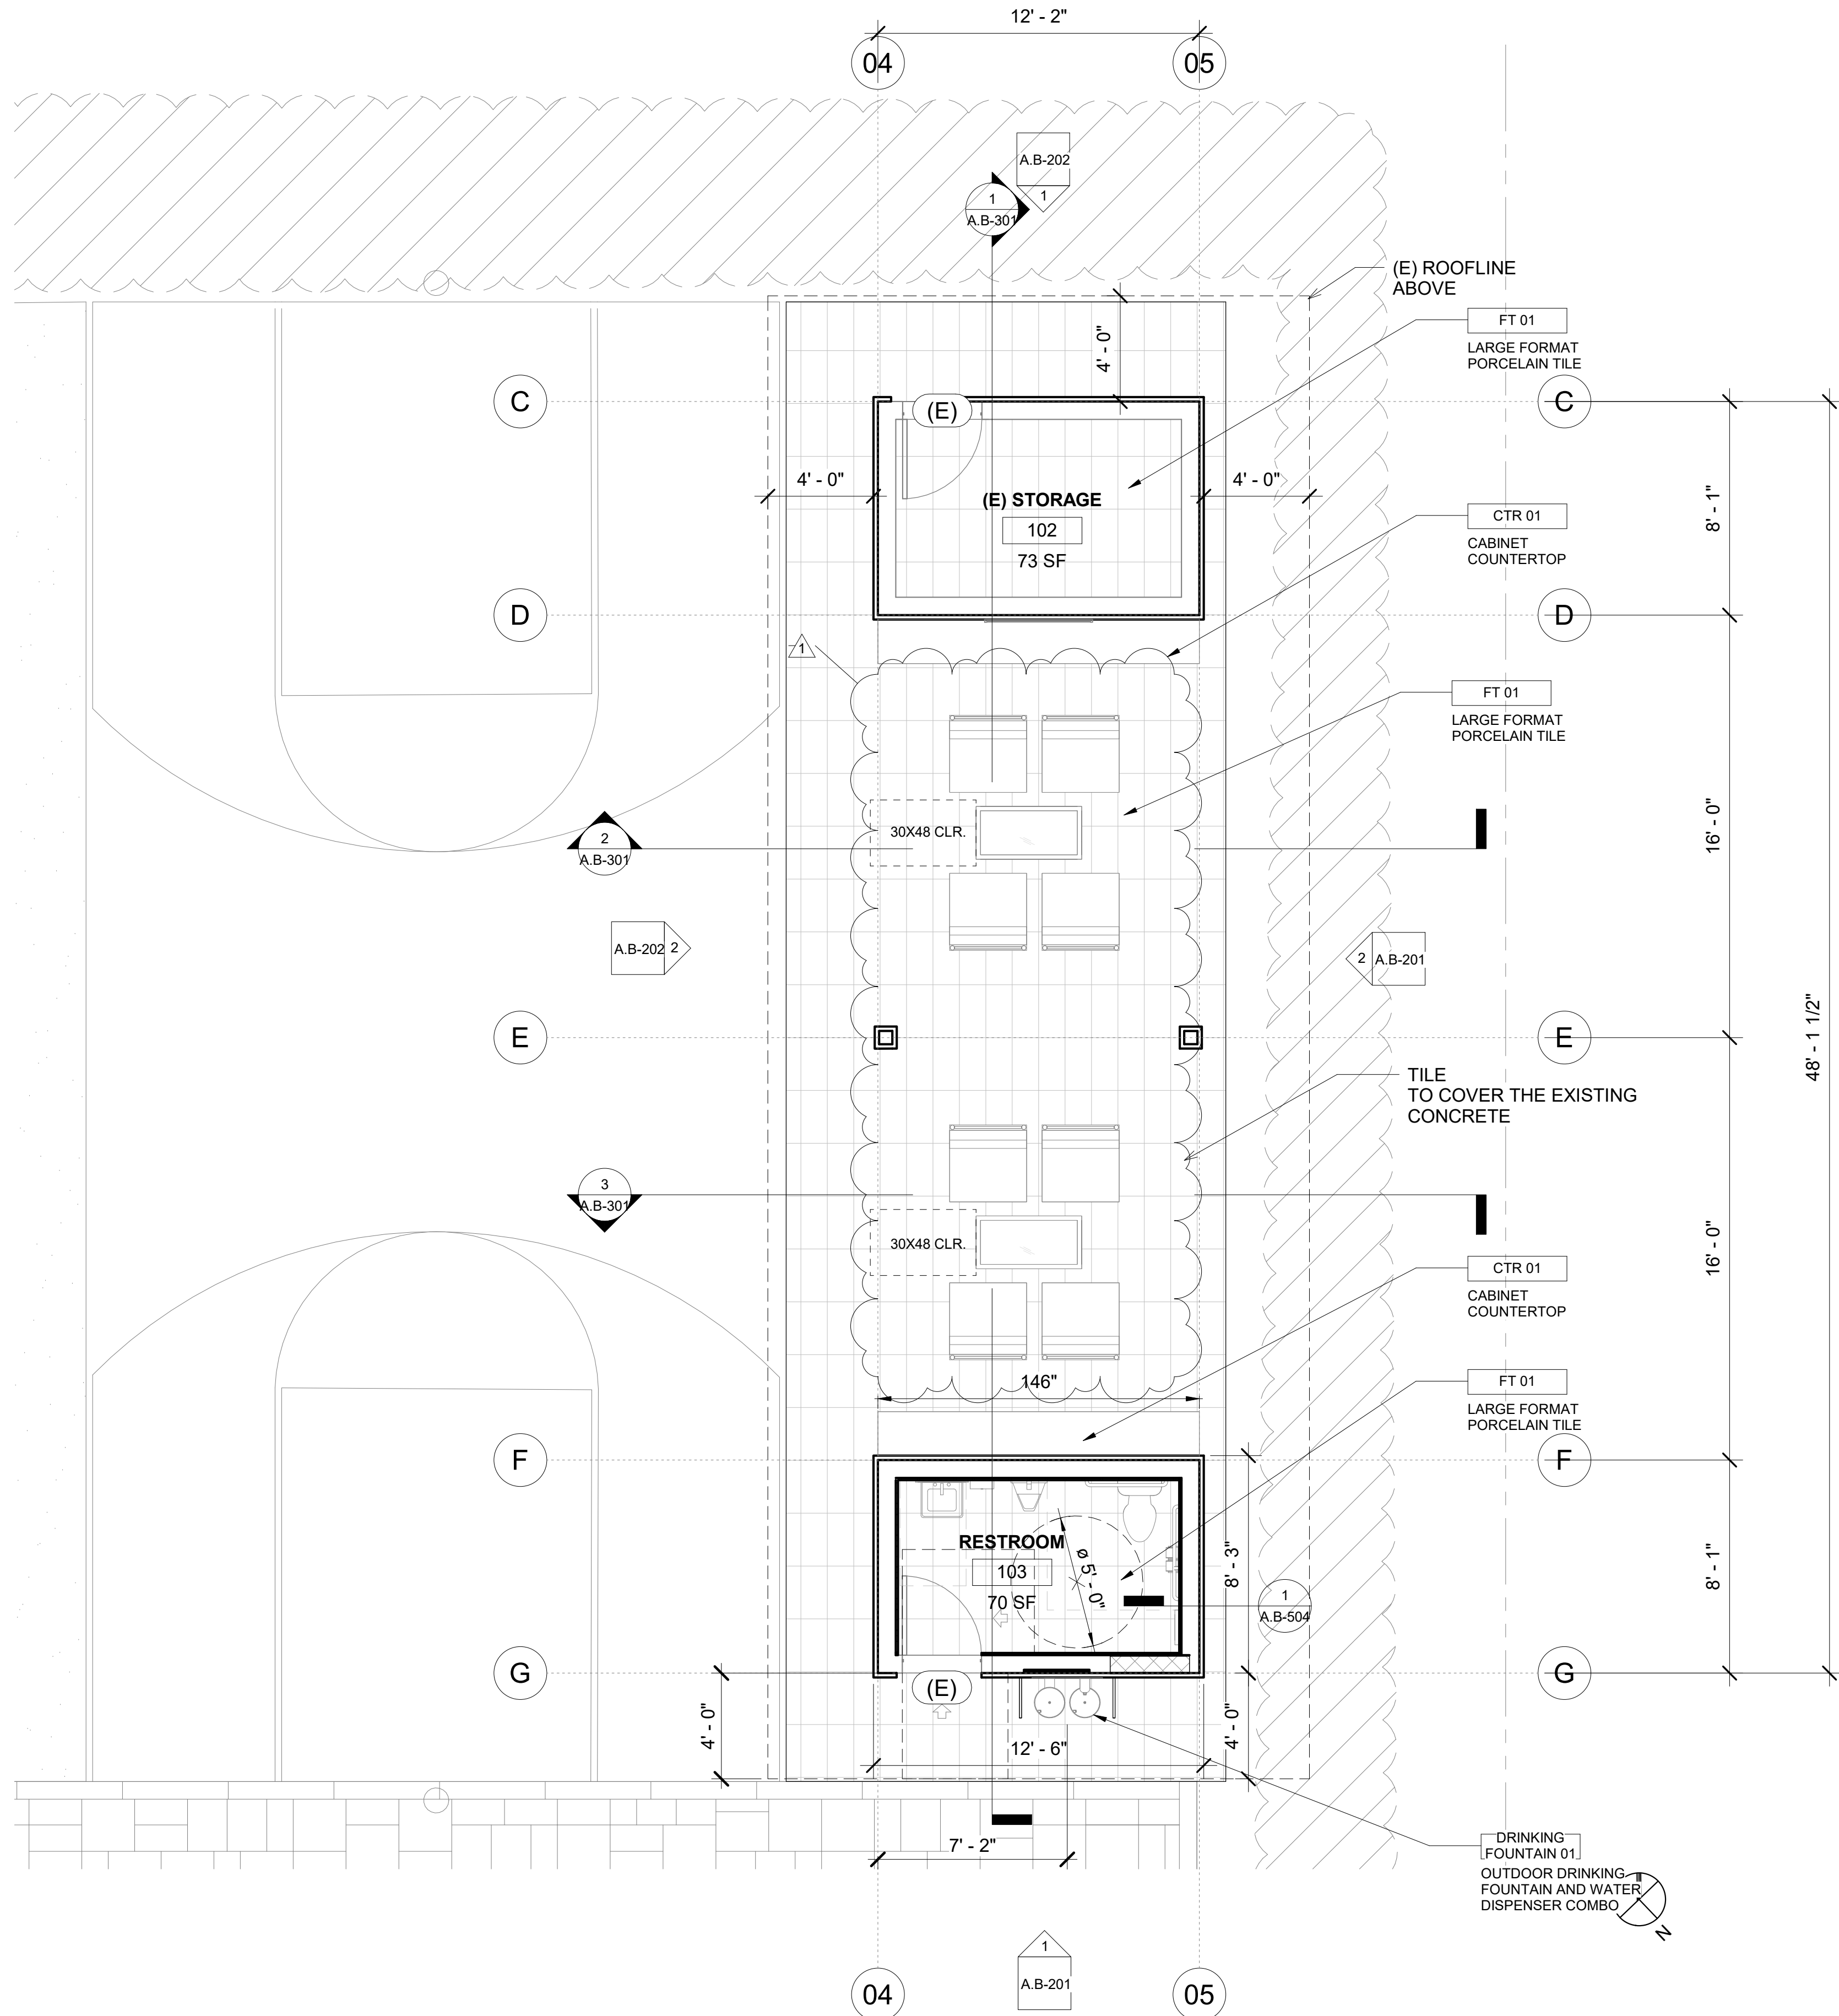 12' - 2"
04
05
A.B-202
1
1
A.B-301
(E) ROOFLINE
ABOVE
FT 01
LARGE FORMAT
PORCELAIN TILE
4' - 0"
C
(E)
C
4' - 0"
4' - 0"
(E) STORAGE
102
73 SF
8' - 1"
CTR 01
CABINET
COUNTERTOP
D
D
1
FT 01
LARGE FORMAT
PORCELAIN TILE
30X48 CLR.
2
A.B-301
16' - 0"
A.B-202
2
2
A.B-201
E
E
48' - 1 1/2"
TILE
TO COVER THE EXISTING
CONCRETE
3
A.B-301
30X48 CLR.
16' - 0"
CTR 01
CABINET
COUNTERTOP
146"
FT 01
LARGE FORMAT
PORCELAIN TILE
F
F
RESTROOM
103
70 SF
ø 5' - 0"
8' - 3"
8' - 1"
1
A.B-504
G
(E)
G
4' - 0"
4' - 0"
12' - 6"
7' - 2"
DRINKING
FOUNTAIN 01
OUTDOOR DRINKING
FOUNTAIN AND WATER
DISPENSER COMBO
N
1
A.B-201
04
05